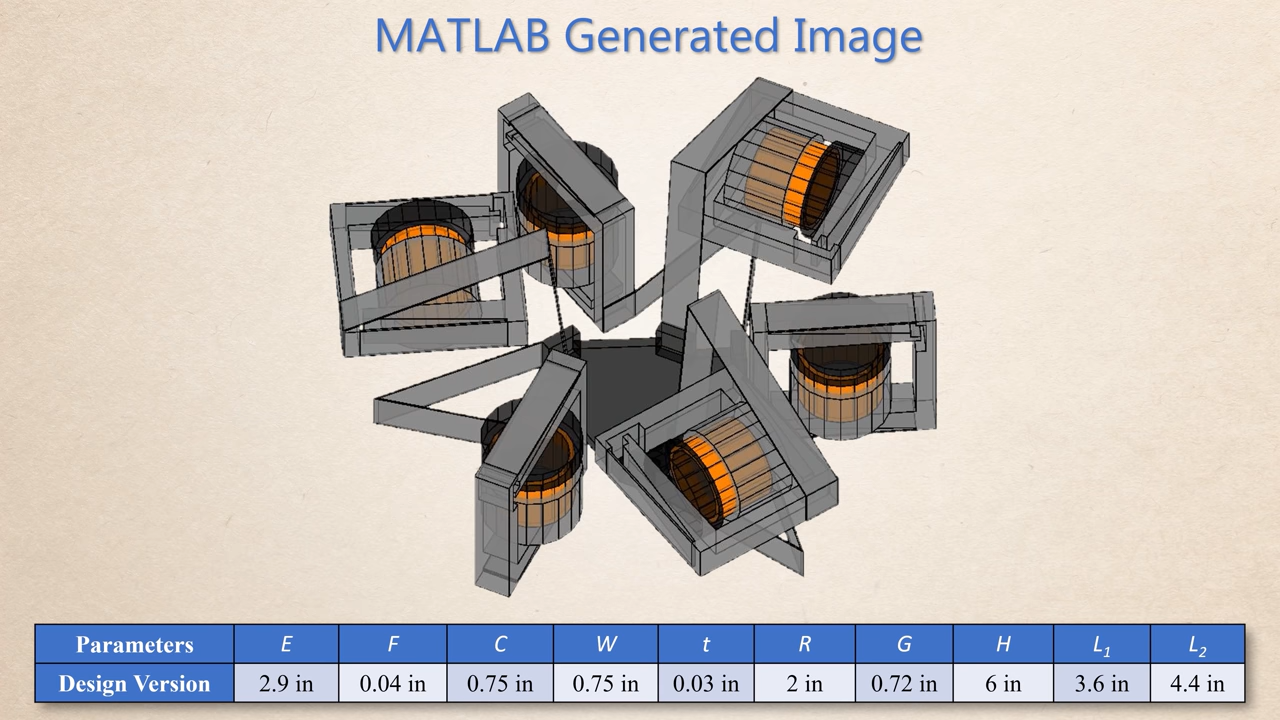 MATLAB Generated Image
Parameters E F C W t R G H L1 L2
Design Version 2.9 in 0.04 in 0.75 in 0.75 in 0.03 in 2 in 0.72 in 6 in 3.6 in 4.4 in